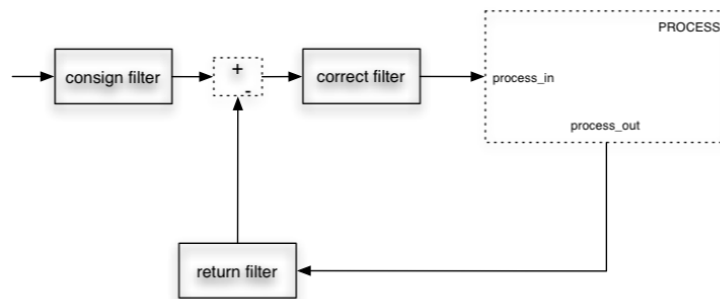 PROCESS
consign filter
+
-
correct filter
process_in
process_out
return filter